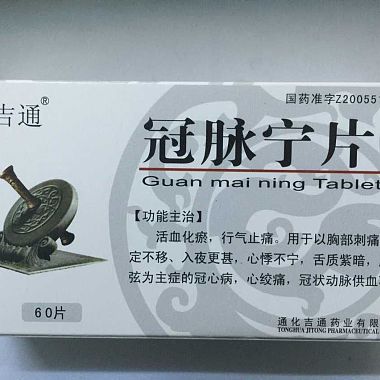 吉通®
国药准字Z20055
冠脉宁片
Guan mai ning Tablet
【功能主治】
活血化瘀,行气止痛。用于以胸部刺痛
定不移、入夜更甚,心悸不宁,舌质紫暗,
弦为主症的冠心病,心绞痛,冠状动脉供血
60片
通化吉通药业有限
TONGHUA JITONG PHARMACEUTICAL